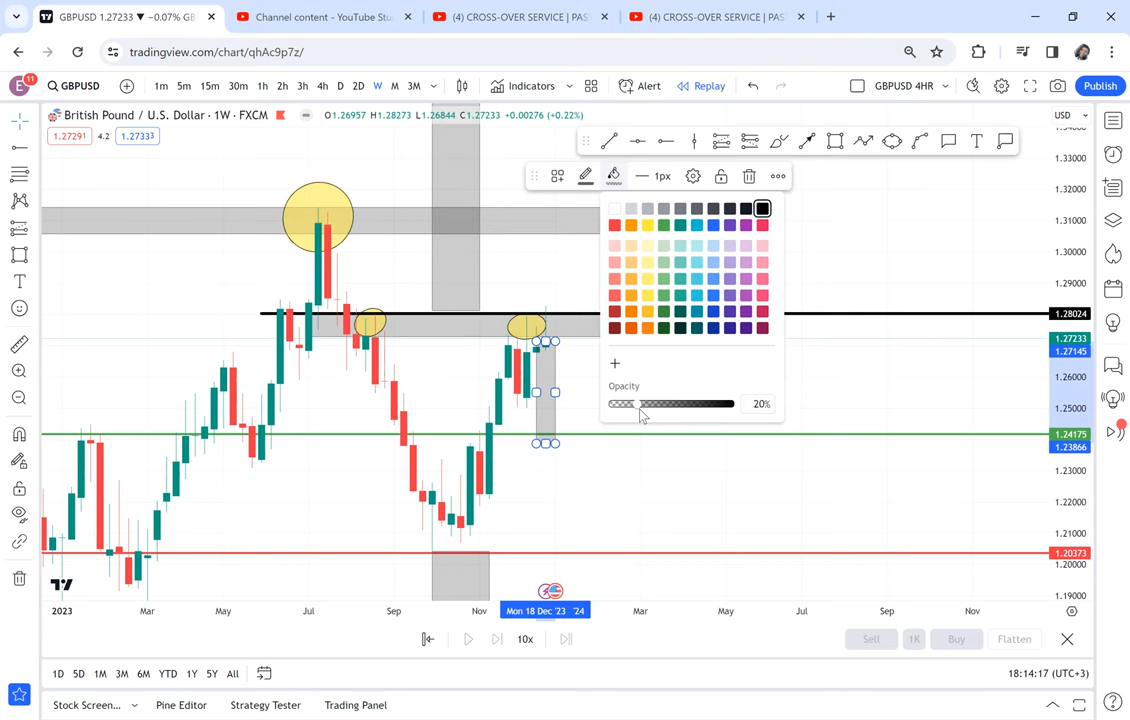 GBPUSD 1.27233 ▼ −0.07% GB
Channel content - YouTube Stu
(4) CROSS-OVER SERVICE | PAS
(4) CROSS-OVER SERVICE | PAS
tradingview.com/chart/qhAc9p7z/
E 11
GBPUSD
1m 5m 15m 30m 1h 2h 3h 4h D 2D W M 3M
Indicators
Alert
Replay
GBPUSD 4HR
Publish
British Pound / U.S. Dollar · 1W · FXCM
O1.26957 H1.28273 L1.26844 C1.27233 +0.00276 (+0.22%)
USD
1.27291 4.2 1.27333
1px
Opacity
20%
1.33000
1.32000
1.31000
1.30000
1.29000
1.28024
1.27233
1.27145
1.26000
1.25000
1.24175
1.23866
1.23000
1.22000
1.21000
1.20373
1.20000
1.19000
2023 Mar May Jul Sep Nov Mon 18 Dec '23 '24 Mar May Jul Sep Nov
10x
Sell 1K Buy Flatten
1D 5D 1M 3M 6M YTD 1Y 5Y All
18:14:17 (UTC+3)
Stock Screen... Pine Editor Strategy Tester Trading Panel